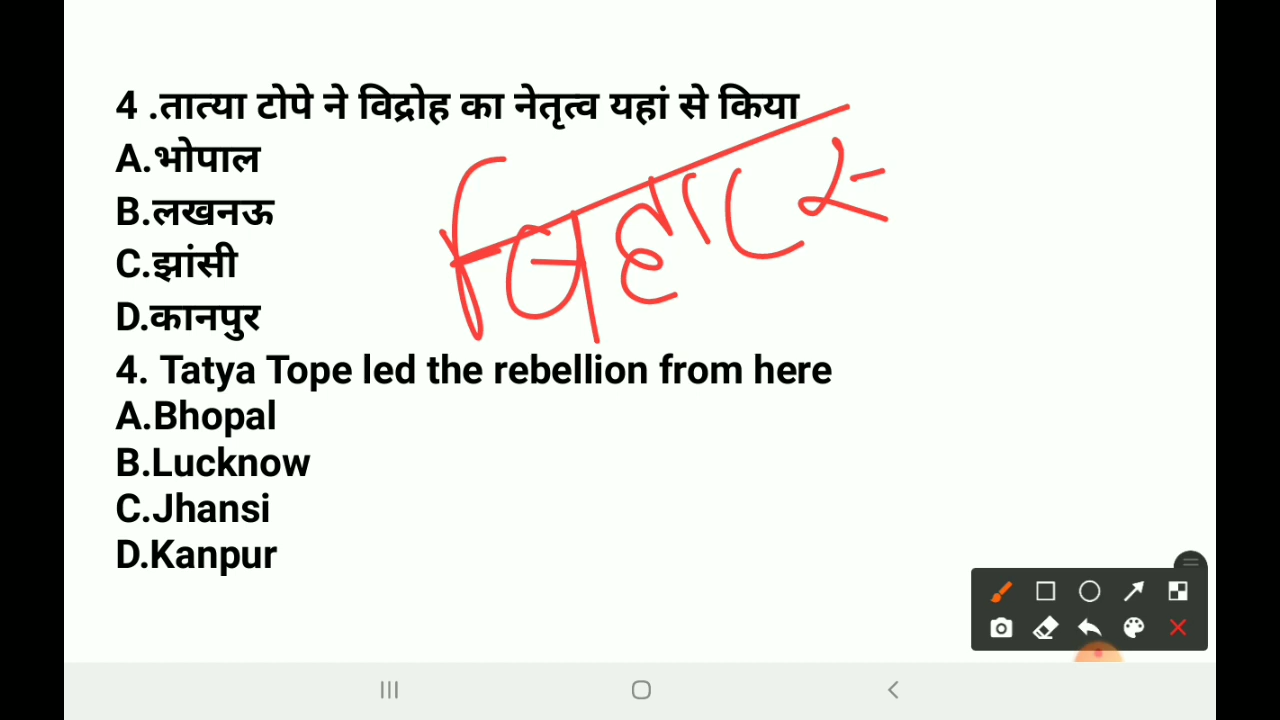 4 .तात्या टोपे ने विद्रोह का नेतृत्व यहां से किया
A.भोपाल
B.लखनऊ
C.झांसी
D.कानपुर
बिहार
4. Tatya Tope led the rebellion from here
A.Bhopal
B.Lucknow
C.Jhansi
D.Kanpur